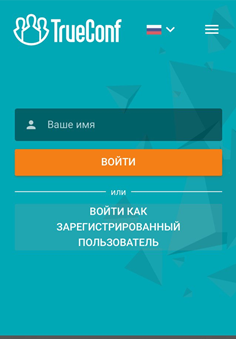 TrueConf
Ваше имя
ВОЙТИ
или
ВОЙТИ КАК
ЗАРЕГИСТРИРОВАННЫЙ
ПОЛЬЗОВАТЕЛЬ